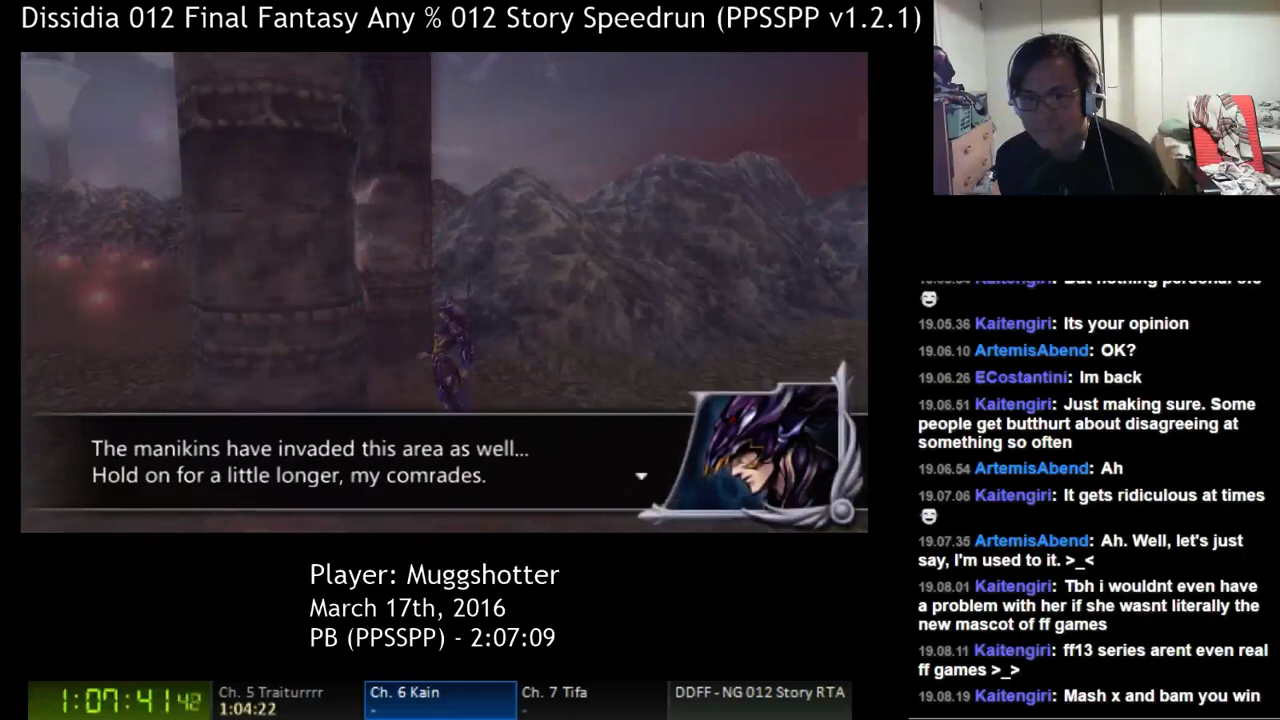 Dissidia 012 Final Fantasy Any % 012 Story Speedrun (PPSSPP v1.2.1)
The manikins have invaded this area as well...
Hold on for a little longer, my comrades.
Player: Muggshotter
March 17th, 2016
PB (PPSSPP) - 2:07:09
1:07:41 42
Ch. 5 Traiturrrr
1:04:22
Ch. 6 Kain
-
Ch. 7 Tifa
-
DDFF - NG 012 Story RTA
19.05.36 Kaitengiri: Its your opinion
19.06.10 ArtemisAbend: OK?
19.06.26 ECostantini: Im back
19.06.51 Kaitengiri: Just making sure. Some
people get butthurt about disagreeing at
something so often
19.06.54 ArtemisAbend: Ah
19.07.06 Kaitengiri: It gets ridiculous at times
19.07.35 ArtemisAbend: Ah. Well, let's just
say, I'm used to it. >_<
19.08.01 Kaitengiri: Tbh i wouldnt even have
a problem with her if she wasnt literally the
new mascot of ff games
19.08.11 Kaitengiri: ff13 series arent even real
ff games >_>
19.08.19 Kaitengiri: Mash x and bam you win